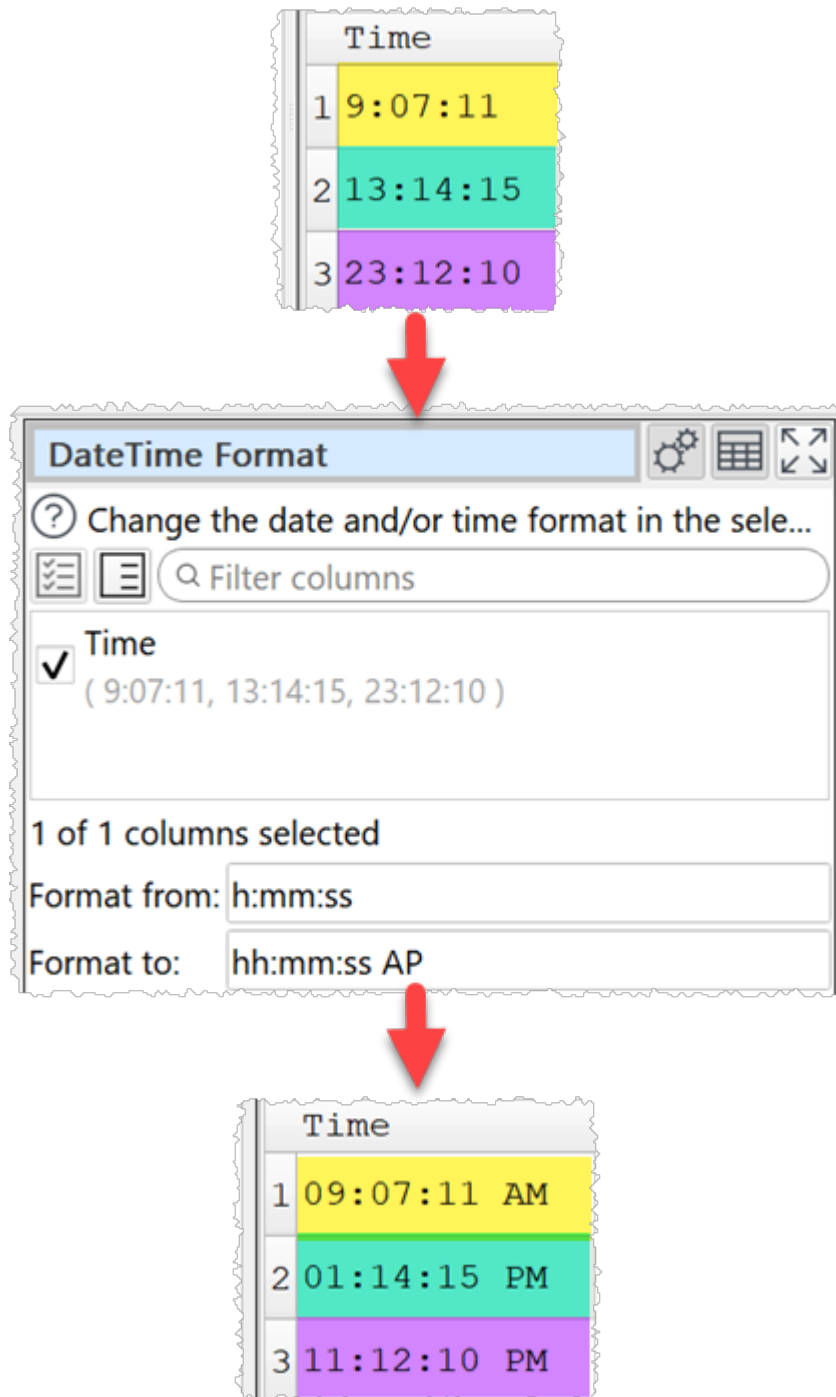 Time
1 9:07:11
2 13:14:15
3 23:12:10
DateTime Format
? Change the date and/or time format in the sele...
Filter columns
Time
( 9:07:11, 13:14:15, 23:12:10 )
1 of 1 columns selected
Format from: h:mm:ss
Format to: hh:mm:ss AP
Time
1 09:07:11 AM
2 01:14:15 PM
3 11:12:10 PM